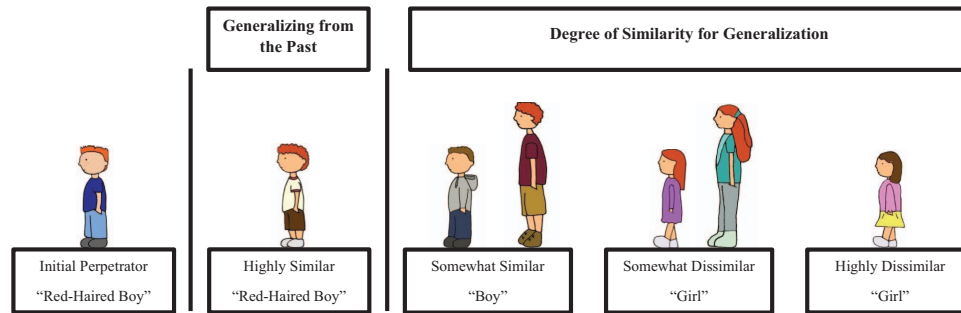 Generalizing from
the Past
Degree of Similarity for Generalization
Initial Perpetrator
“Red-Haired Boy”
Highly Similar
“Red-Haired Boy”
Somewhat Similar
“Boy”
Somewhat Dissimilar
“Girl”
Highly Dissimilar
“Girl”